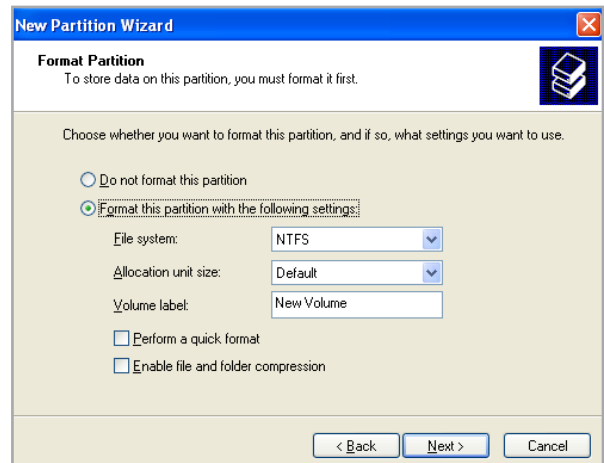 New Partition Wizard
Format Partition
To store data on this partition, you must format it first.
Choose whether you want to format this partition, and if so, what settings you want to use.
Do not format this partition
Format this partition with the following settings:
File system: NTFS
Allocation unit size: Default
Volume label: New Volume
Perform a quick format
Enable file and folder compression
< Back Next > Cancel